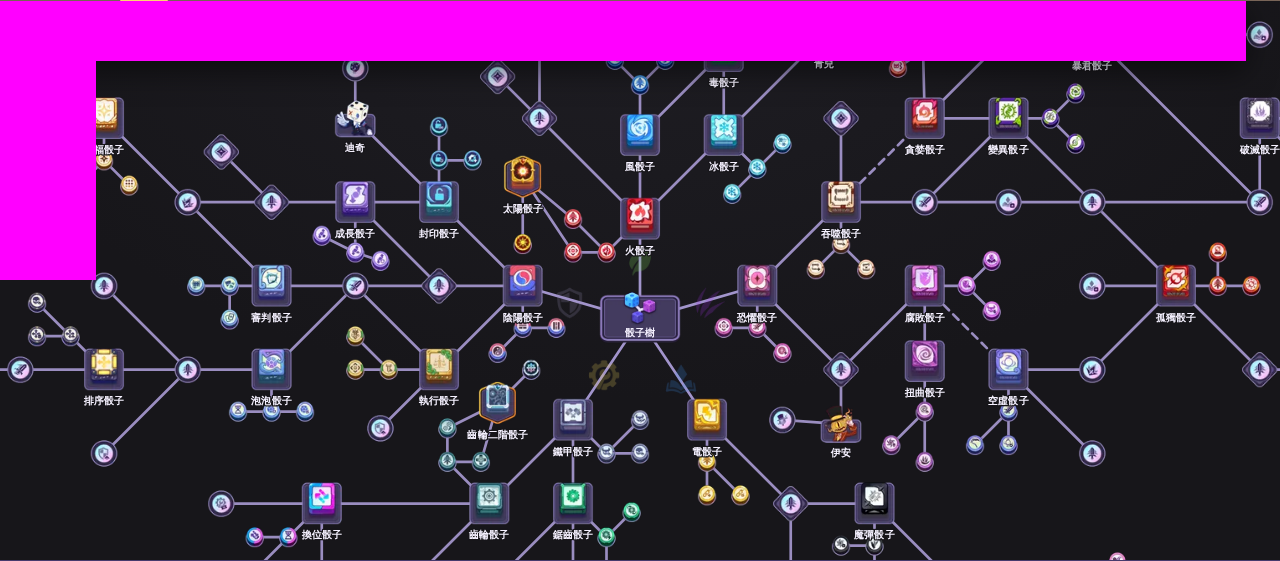 暴君骰子
毒骰子
福骰子
迪奇
風骰子
冰骰子
貪婪骰子
變異骰子
破滅骰子
太陽骰子
成長骰子
封印骰子
火骰子
吞噬骰子
審判骰子
陰陽骰子
骰子樹
恐懼骰子
腐敗骰子
孤獨骰子
排序骰子
泡泡骰子
執行骰子
扭曲骰子
空虛骰子
齒輪二階骰子
鐵甲骰子
電骰子
伊安
換位骰子
齒輪骰子
鋸齒骰子
魔彈骰子